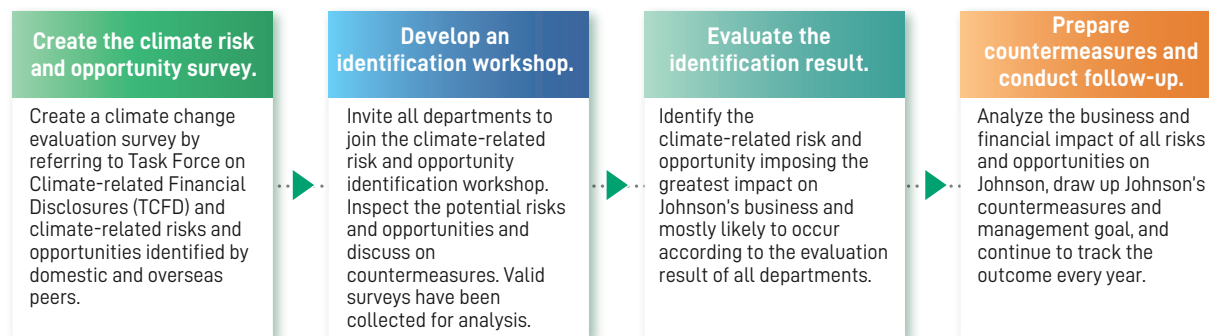 Create the climate risk
and opportunity survey.
Create a climate change
evaluation survey by
referring to Task Force on
Climate-related Financial
Disclosures (TCFD) and
climate-related risks and
opportunities identified by
domestic and overseas
peers.
Develop an
identification workshop.
Invite all departments to
join the climate-related
risk and opportunity
identification workshop.
Inspect the potential risks
and opportunities and
discuss on
countermeasures. Valid
surveys have been
collected for analysis.
Evaluate the
identification result.
Identify the
climate-related risk and
opportunity imposing the
greatest impact on
Johnson's business and
mostly likely to occur
according to the evaluation
result of all departments.
Prepare
countermeasures and
conduct follow-up.
Analyze the business and
financial impact of all risks
and opportunities on
Johnson, draw up Johnson's
countermeasures and
management goal, and
continue to track the
outcome every year.